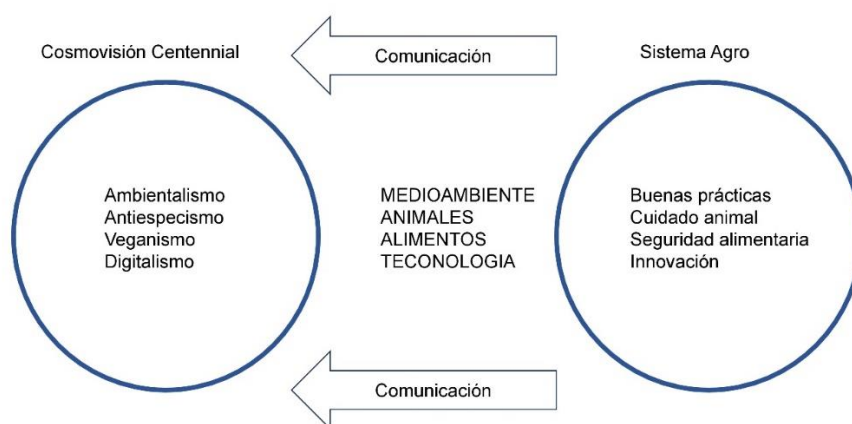 Comunicación
Cosmovisión Centennial
Sistema Agro
Ambientalismo
Antiespecismo
Veganismo
Digitalismo
MEDIOAMBIENTE
ANIMALES
ALIMENTOS
TECONOLOGIA
Buenas prácticas
Cuidado animal
Seguridad alimentaria
Innovación
Comunicación